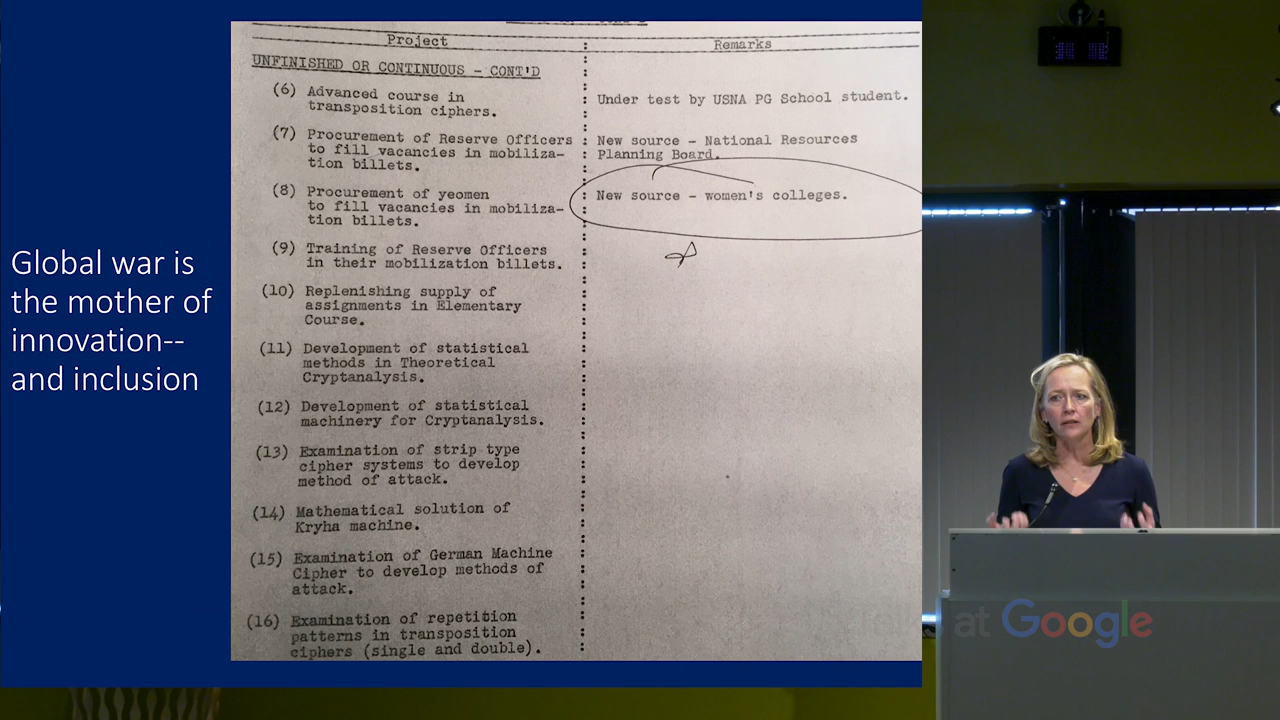 Global war is
the mother of
innovation--
and inclusion
Project : Remarks
UNFINISHED OR CONTINUOUS - CONT'D
(6) Advanced course in
transposition ciphers.
Under test by USNA PG School student.
(7) Procurement of Reserve Officers
to fill vacancies in mobiliza-
tion billets.
New source - National Resources
Planning Board.
(8) Procurement of yeomen
to fill vacancies in mobiliza-
tion billets.
New source - women's colleges.
(9) Training of Reserve Officers
in their mobilization billets.
(10) Replenishing supply of
assignments in Elementary
Course.
(11) Development of statistical
methods in Theoretical
Cryptanalysis.
(12) Development of statistical
machinery for Cryptanalysis.
(13) Examination of strip type
cipher systems to develop
method of attack.
(14) Mathematical solution of
Kryha machine.
(15) Examination of German Machine
Cipher to develop methods of
attack.
(16) Examination of repetition
patterns in transposition
ciphers (single and double).
at Google